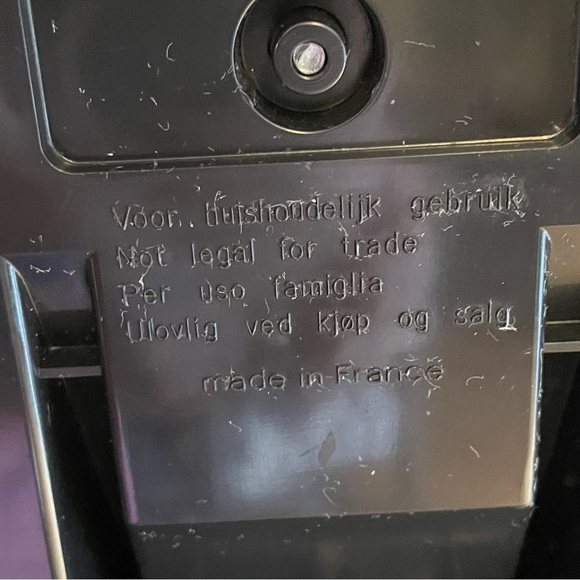 Voor huishoudelijk gebruik
Not legal for trade
Per uso famiglia
Ulovlig ved kjøp og salg
made in France